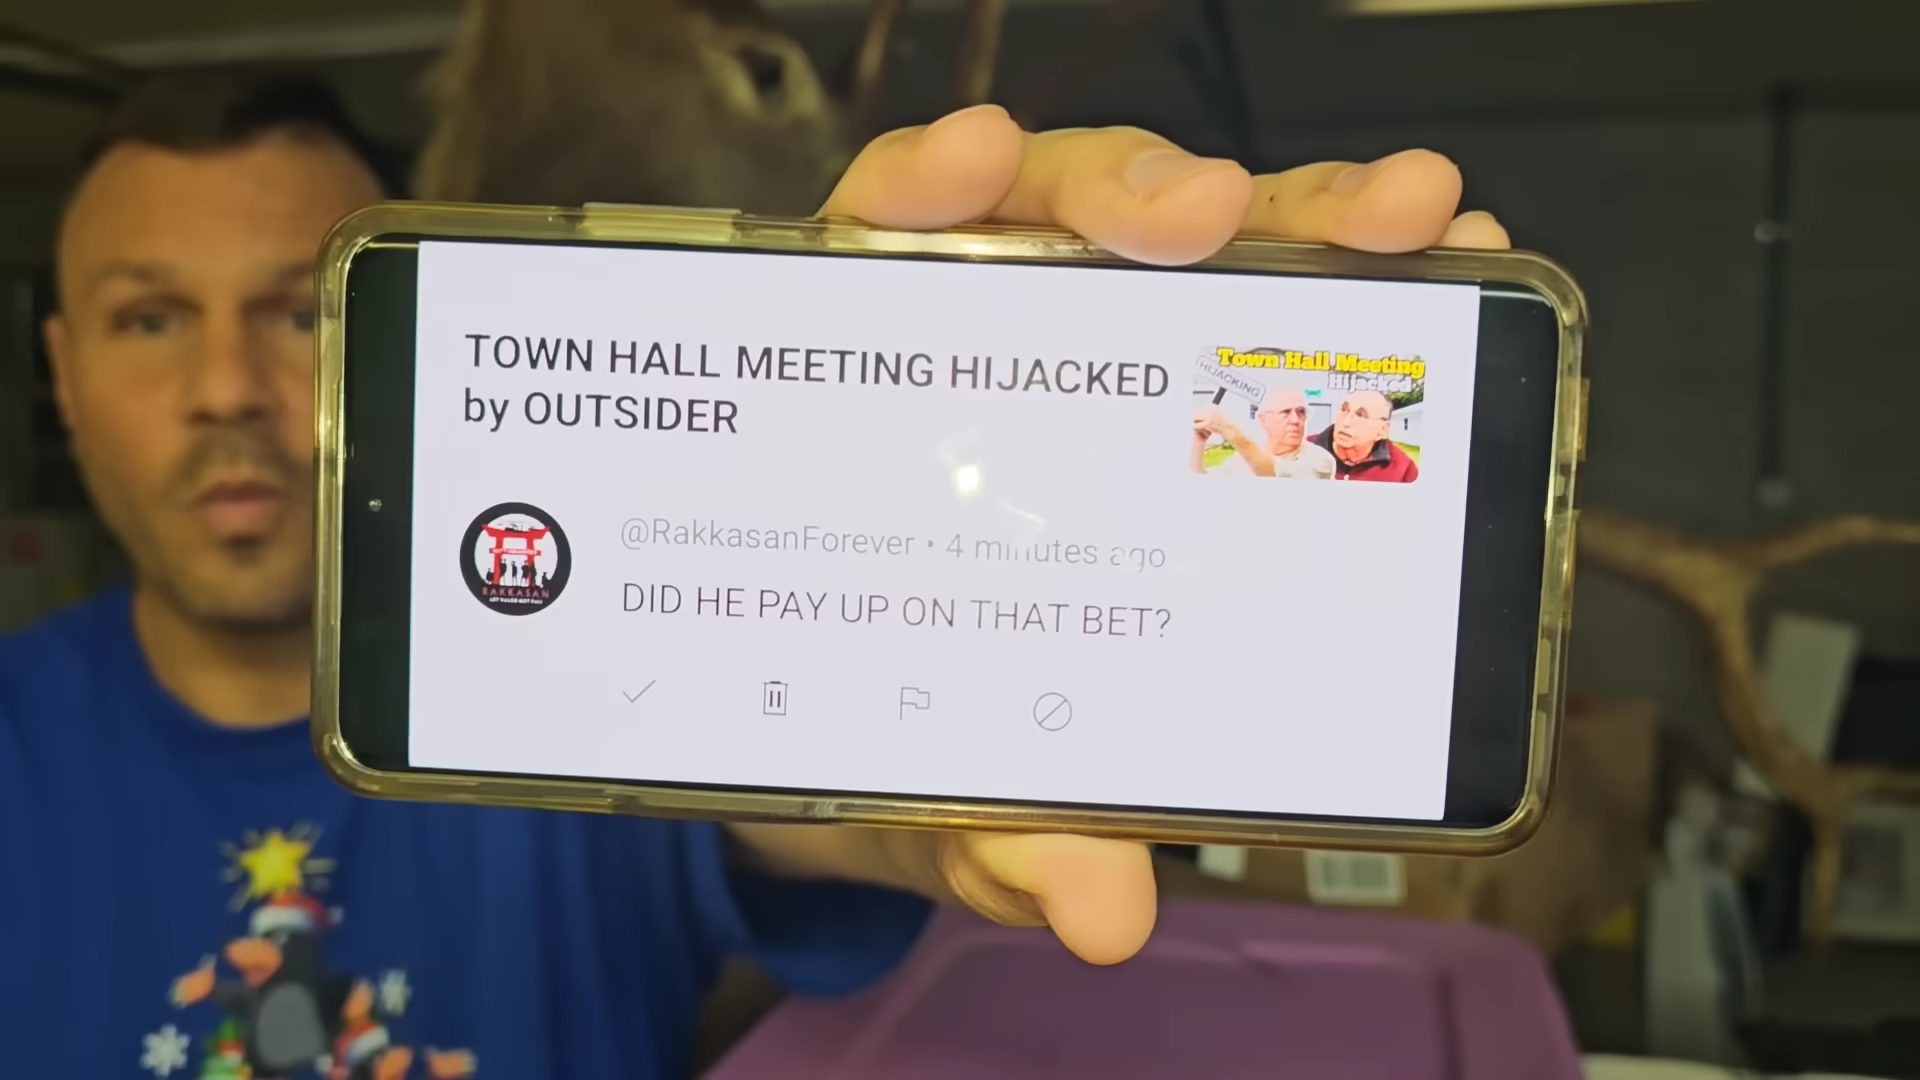 TOWN HALL MEETING HIJACKED
by OUTSIDER
Town Hall Meeting
Hijacked
HIJACKING
@RakkasanForever • 4 minutes ago
DID HE PAY UP ON THAT BET?
RAKKASAN